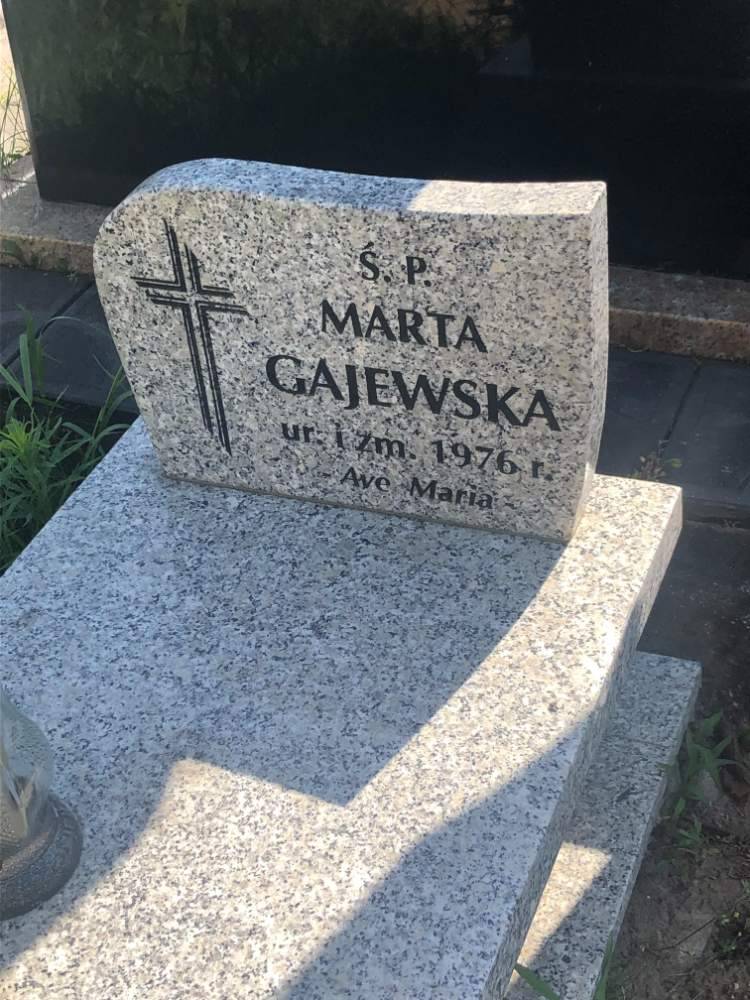 Ś. P.
MARTA
GAJEWSKA
ur. i zm. 1976 r.
- Ave Maria -